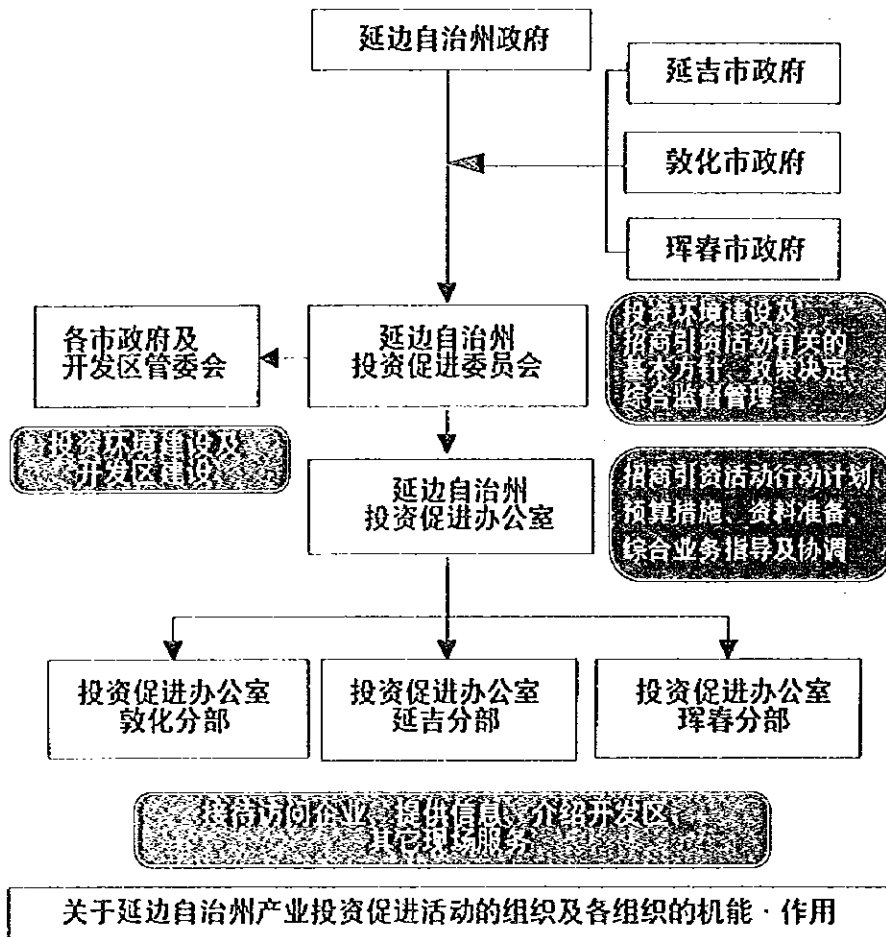 延边自治州政府
延吉市政府
敦化市政府
珲春市政府
各市政府及
开发区管委会
延边自治州
投资促进委员会
投资环境建设及
招商引资活动有关的
基本方针、政策决定
综合监督管理
投资环境建设及
开发区建设
延边自治州
投资促进办公室
招商引资活动行动计划、
预算措施、资料准备、
综合业务指导及协调
投资促进办公室
敦化分部
投资促进办公室
延吉分部
投资促进办公室
珲春分部
接待访问企业、提供信息、介绍开发区、
其它现场服务
关于延边自治州产业投资促进活动的组织及各组织的机能·作用